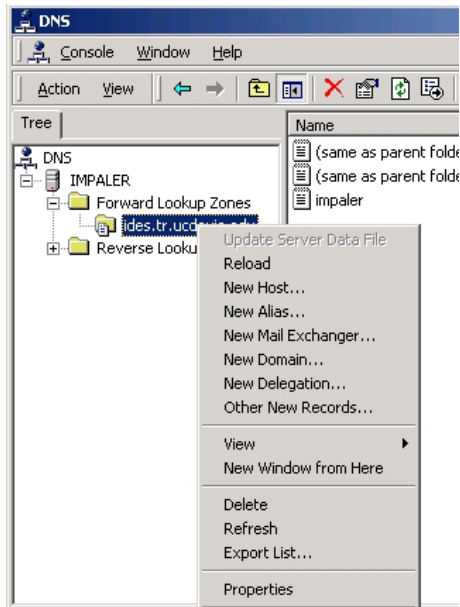 DNS
Console Window Help
Action View
Tree
Name
DNS
(same as parent folde
IMPALER
(same as parent folde
Forward Lookup Zones
impaler
Reverse Looku
Update Server Data File
Reload
New Host...
New Alias...
New Mail Exchanger...
New Domain...
New Delegation...
Other New Records...
View
New Window from Here
Delete
Refresh
Export List...
Properties